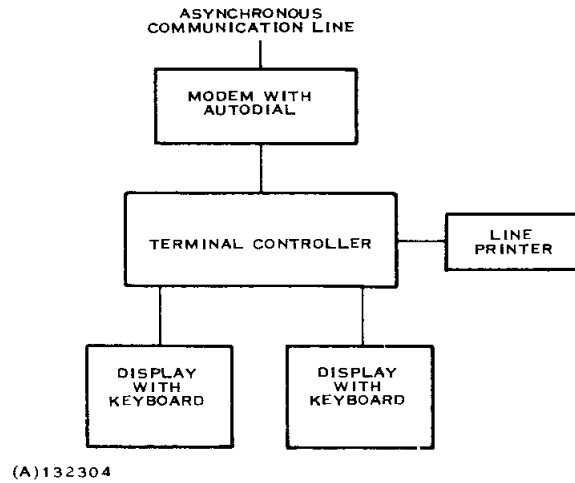 ASYNCHRONOUS
COMMUNICATION LINE
MODEM WITH
AUTODIAL
TERMINAL CONTROLLER
LINE
PRINTER
DISPLAY
WITH
KEYBOARD
DISPLAY
WITH
KEYBOARD
(A)132304